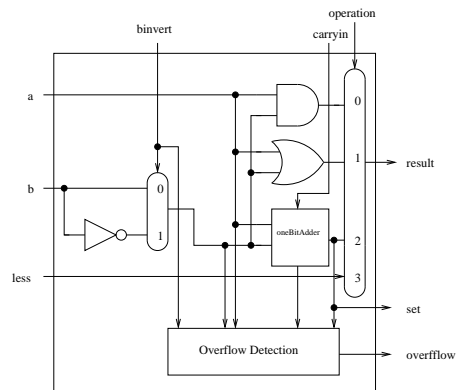 operation
binvert
carryin
a
0
1
result
b
0
oneBitAdder
1
2
less
3
set
Overflow Detection
overfflow